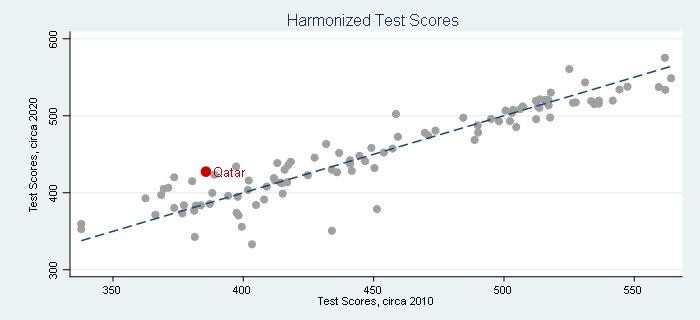 Harmonized Test Scores
Test Scores, circa 2020
600
500
400
300
Qatar
350
400
450
500
550
Test Scores, circa 2010